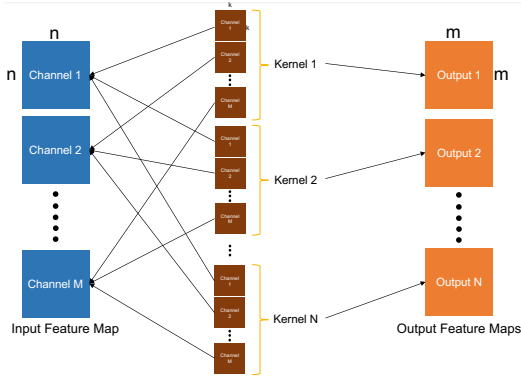 n
n
Channel 1
Channel 2
Channel M
Input Feature Map
k
k
Channel
1
Channel
2
Channel
M
Kernel 1
Channel
1
Channel
2
Channel
M
Kernel 2
Channel
1
Channel
2
Channel
M
Kernel N
m
m
Output 1
Output 2
Output N
Output Feature Maps